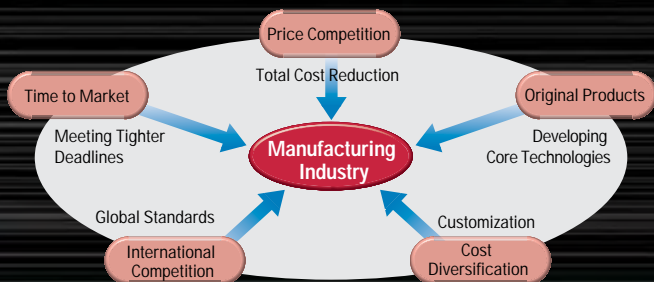 Price Competition
Total Cost Reduction
Time to Market
Original Products
Meeting Tighter
Deadlines
Manufacturing
Industry
Developing
Core Technologies
Global Standards
Customization
International
Competition
Cost
Diversification